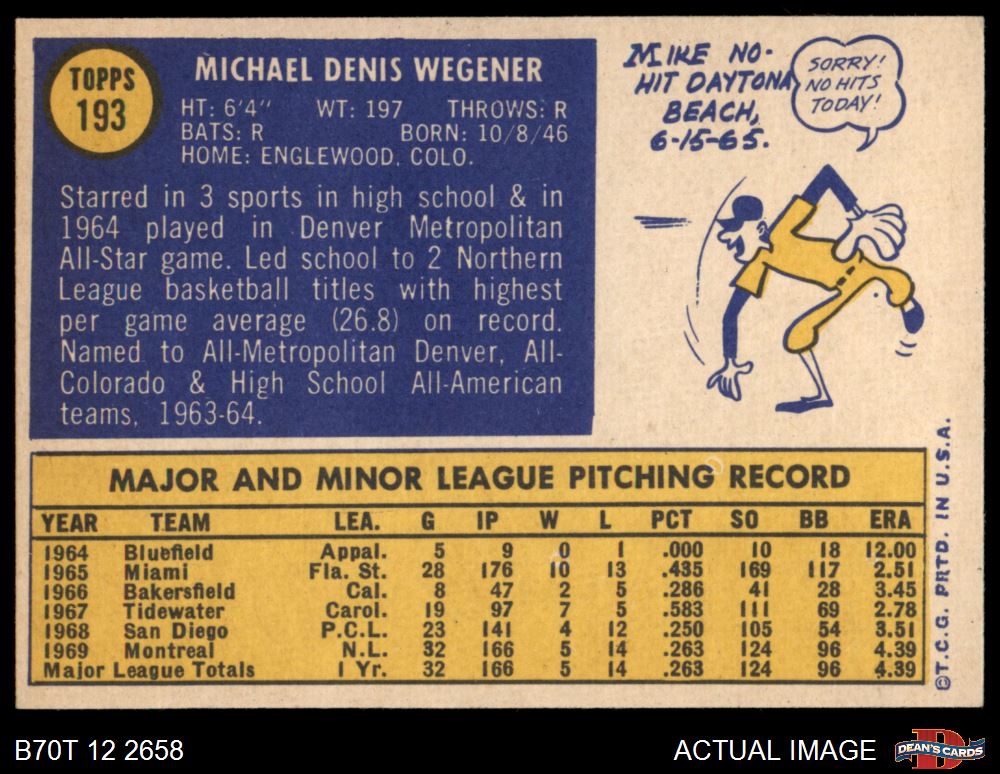 TOPPS
193
MICHAEL DENIS WEGENER
HT: 6'4" WT: 197 THROWS: R
BATS: R BORN: 10/8/46
HOME: ENGLEWOOD, COLO.
Starred in 3 sports in high school & in
1964 played in Denver Metropolitan
All-Star game. Led school to 2 Northern
League basketball titles with highest
per game average (26.8) on record.
Named to All-Metropolitan Denver, All-
Colorado & High School All-American
teams, 1963-64.
MIKE NO-
HIT DAYTONA
BEACH,
6-15-65.
SORRY!
NO HITS
TODAY!
MAJOR AND MINOR LEAGUE PITCHING RECORD
YEAR TEAM LEA. G IP W L PCT SO BB ERA
1964 Bluefield Appal. 5 9 0 1 .000 10 18 12.00
1965 Miami Fla. St. 28 176 10 13 .435 169 117 2.51
1966 Bakersfield Cal. 8 47 2 5 .286 41 28 3.45
1967 Tidewater Carol. 19 97 7 5 .583 111 69 2.78
1968 San Diego P.C.L. 23 141 4 12 .250 105 54 3.51
1969 Montreal N.L. 32 166 5 14 .263 124 96 4.39
Major League Totals 1 Yr. 32 166 5 14 .263 124 96 4.39
©T.C.G. PRTD. IN U.S.A.
B70T 12 2658
ACTUAL IMAGE
DEAN'S CARDS